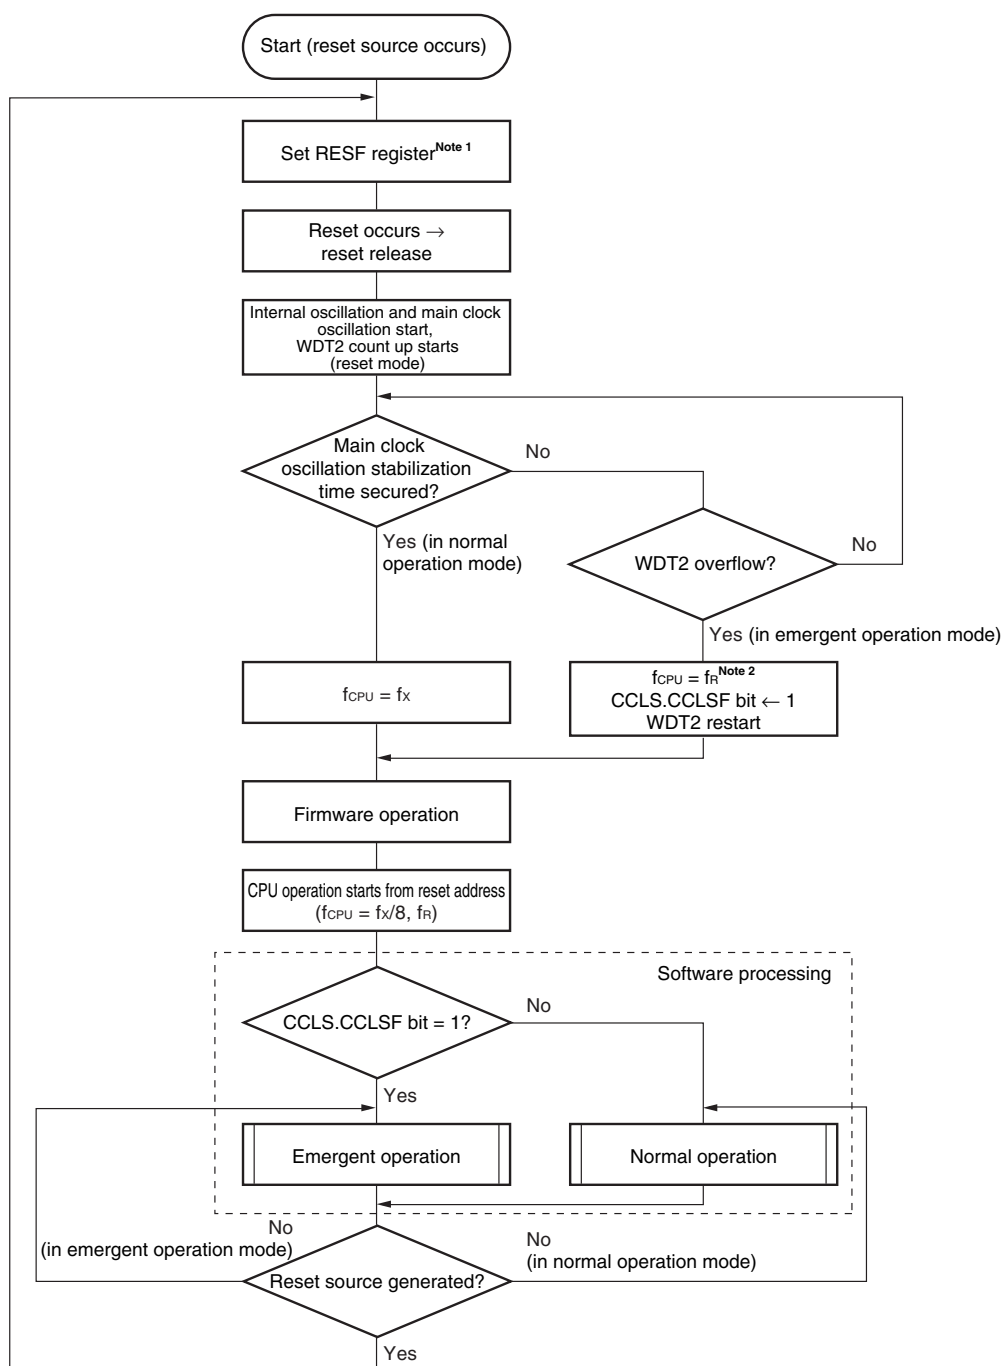 Start (reset source occurs)
Set RESF registerNote 1
Reset occurs →
reset release
Internal oscillation and main clock
oscillation start,
WDT2 count up starts
(reset mode)
Main clock
oscillation stabilization
time secured?
No
Yes (in normal
operation mode)
WDT2 overflow?
No
Yes (in emergent operation mode)
fCPU = fX
fCPU = fRNote 2
CCLS.CCLSF bit ← 1
WDT2 restart
Firmware operation
CPU operation starts from reset address
(fCPU = fX/8, fR)
Software processing
CCLS.CCLSF bit = 1?
No
Yes
Emergent operation
Normal operation
No
(in emergent operation mode)
No
(in normal operation mode)
Reset source generated?
Yes